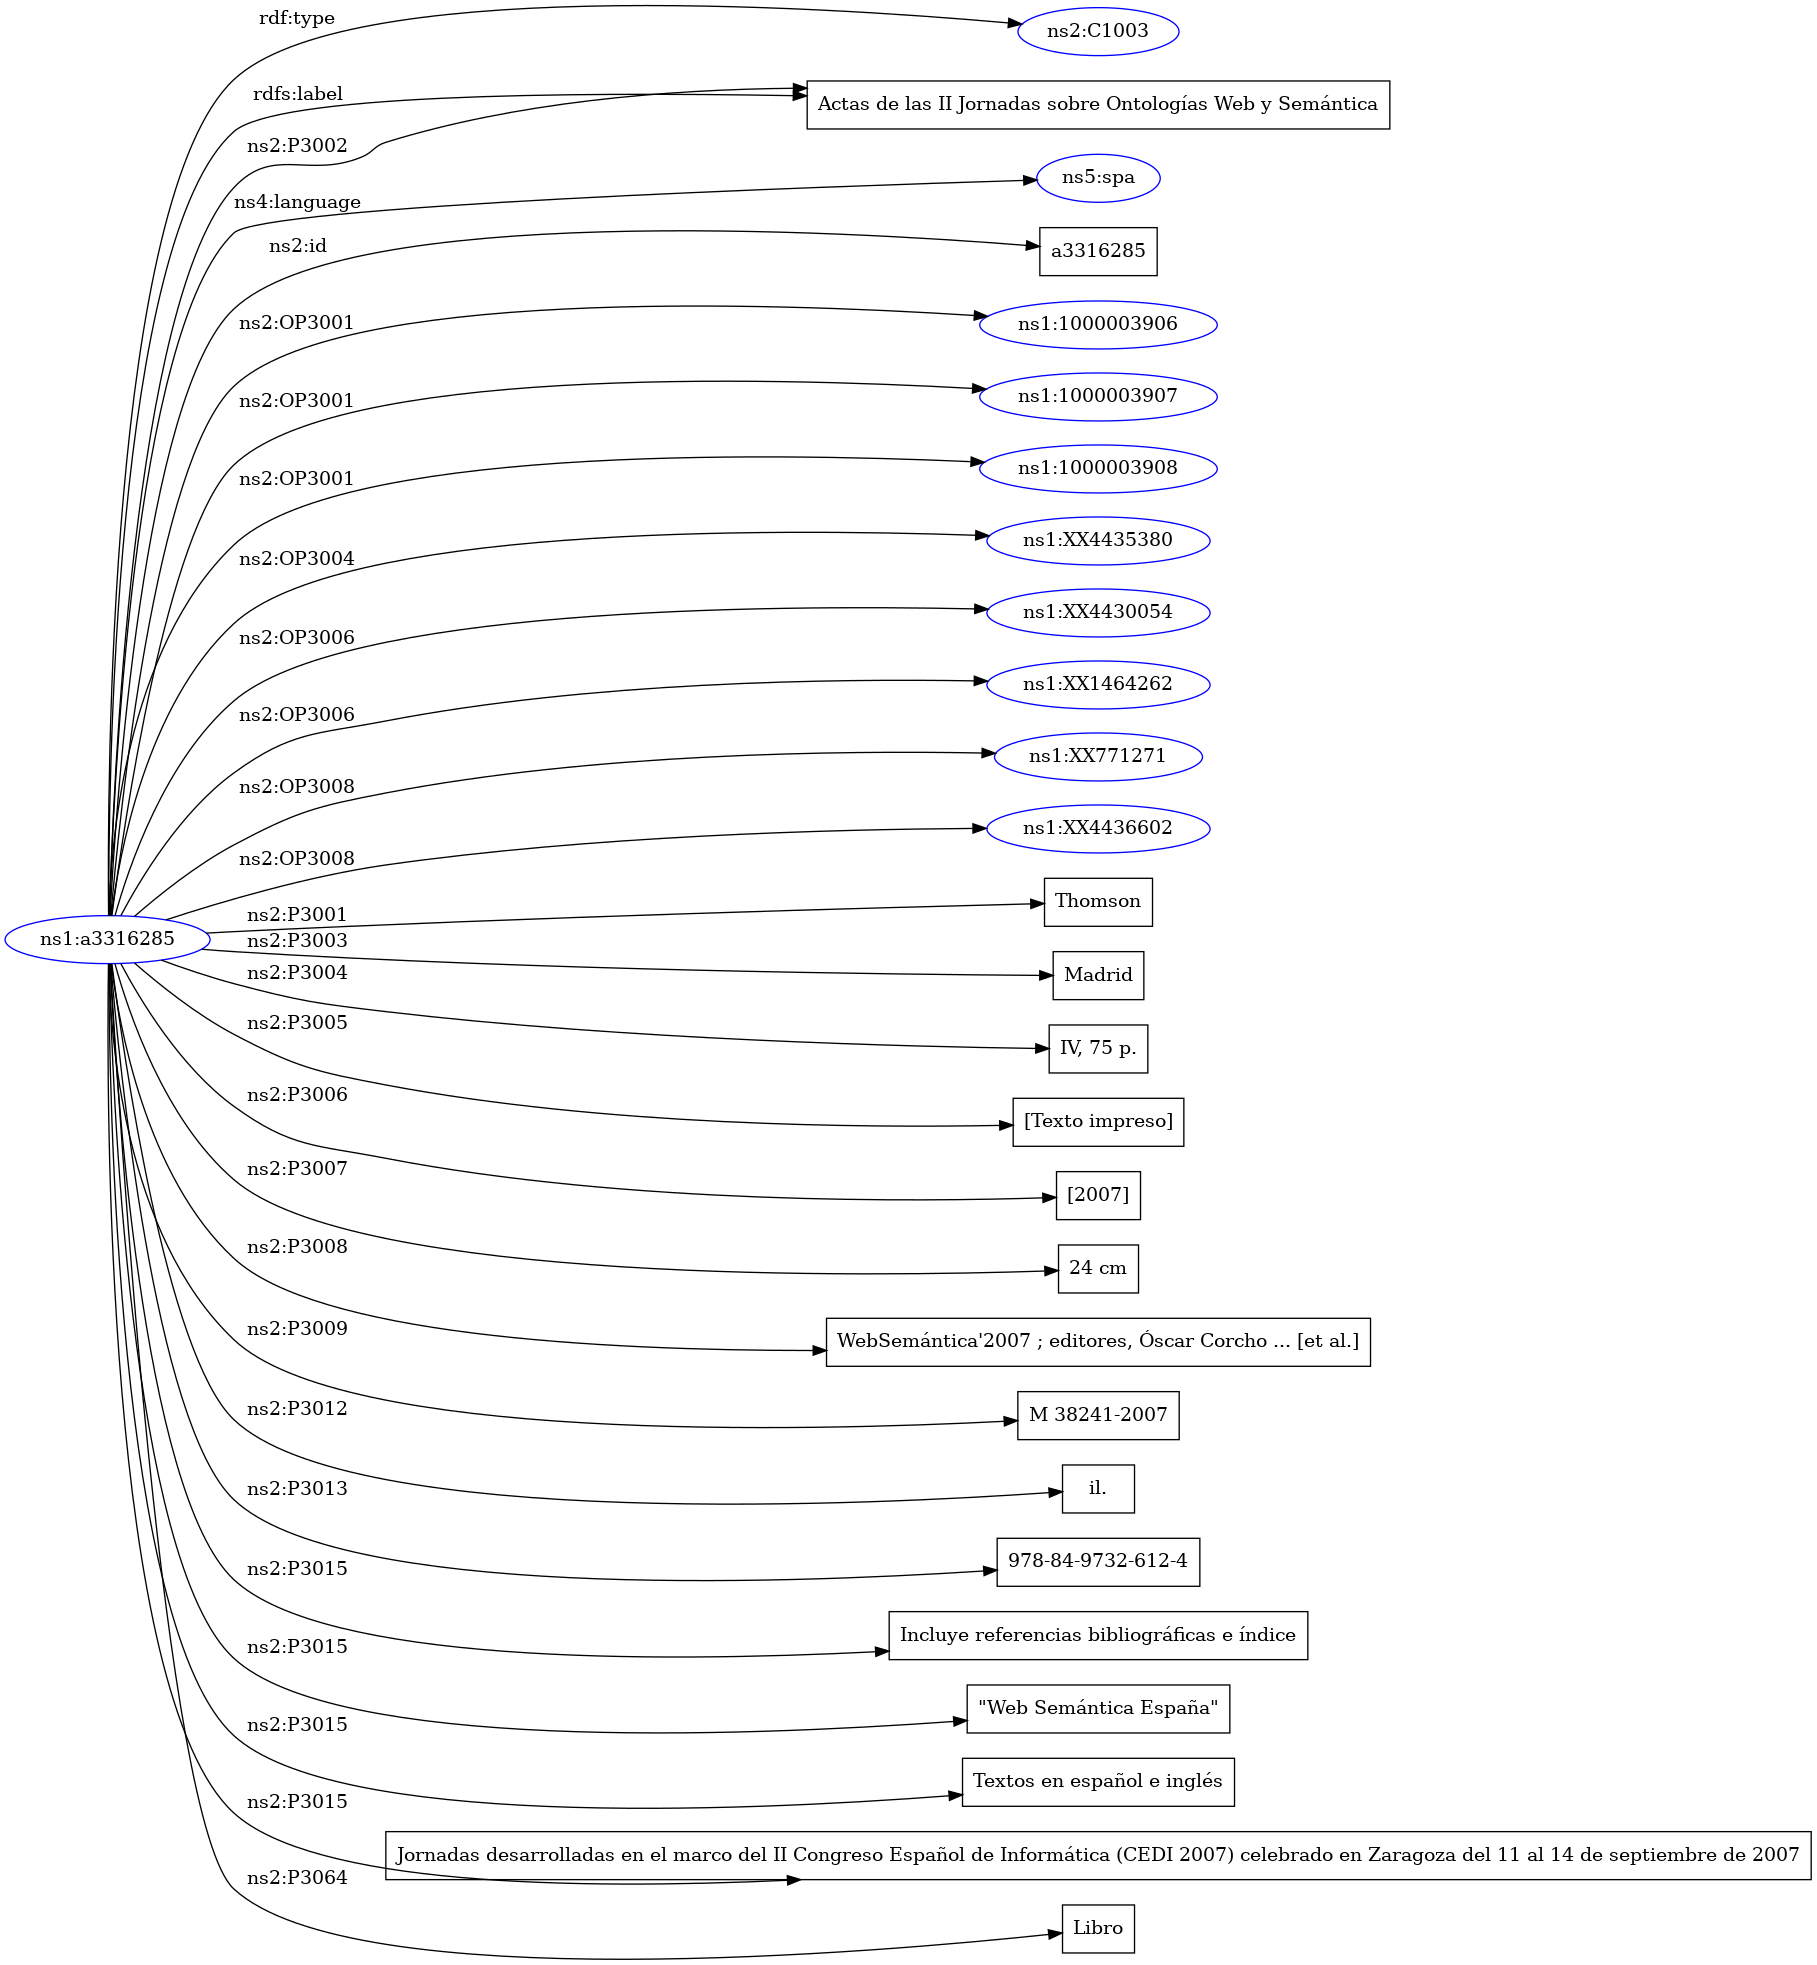 rdf:type
ns2:C1003
rdfs:label
Actas de las II Jornadas sobre Ontologías Web y Semántica
ns2:P3002
ns4:language
ns5:spa
ns2:id
a3316285
ns2:OP3001
ns1:1000003906
ns2:OP3001
ns1:1000003907
ns2:OP3001
ns1:1000003908
ns2:OP3004
ns1:XX4435380
ns2:OP3006
ns1:XX4430054
ns2:OP3006
ns1:XX1464262
ns2:OP3008
ns1:XX771271
ns2:OP3008
ns1:XX4436602
ns1:a3316285
ns2:P3001
Thomson
ns2:P3003
Madrid
ns2:P3004
IV, 75 p.
ns2:P3005
[Texto impreso]
ns2:P3006
[2007]
ns2:P3007
24 cm
ns2:P3008
WebSemántica'2007 ; editores, Óscar Corcho ... [et al.]
ns2:P3009
M 38241-2007
ns2:P3012
il.
ns2:P3013
978-84-9732-612-4
ns2:P3015
Incluye referencias bibliográficas e índice
ns2:P3015
"Web Semántica España"
ns2:P3015
Textos en español e inglés
ns2:P3015
Jornadas desarrolladas en el marco del II Congreso Español de Informática (CEDI 2007) celebrado en Zaragoza del 11 al 14 de septiembre de 2007
ns2:P3064
Libro